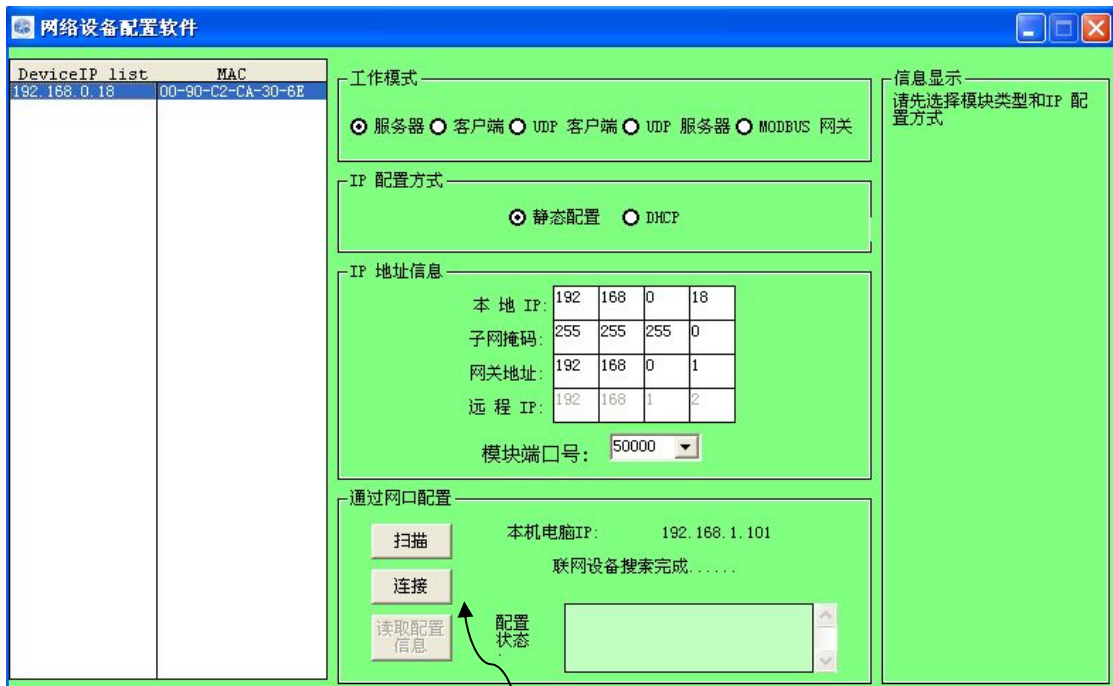 网络设备配置软件
DeviceIP list MAC
192.168.0.18 00-90-C2-CA-30-6E
工作模式
服务器 客户端 UDP 客户端 UDP 服务器 MODBUS 网关
IP 配置方式
静态配置 DHCP
IP 地址信息
本 地 IP: 192 168 0 18
子网掩码: 255 255 255 0
网关地址: 192 168 0 1
远 程 IP: 192 168 1 2
模块端口号: 50000
通过网口配置
扫描
本机电脑IP: 192.168.1.101
联网设备搜索完成......
连接
读取配置
信息
配置
状态
:
信息显示
请先选择模块类型和IP 配
置方式